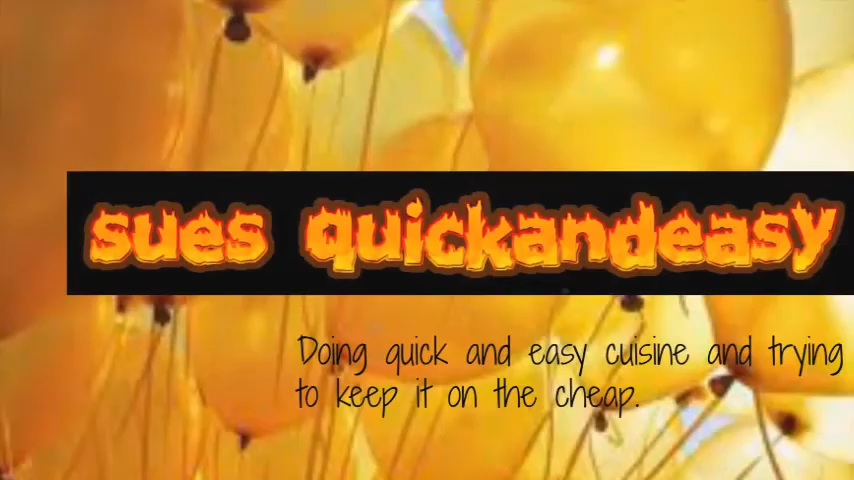 sues quickandeasy
Doing quick and easy cuisine and trying
to keep it on the cheap.